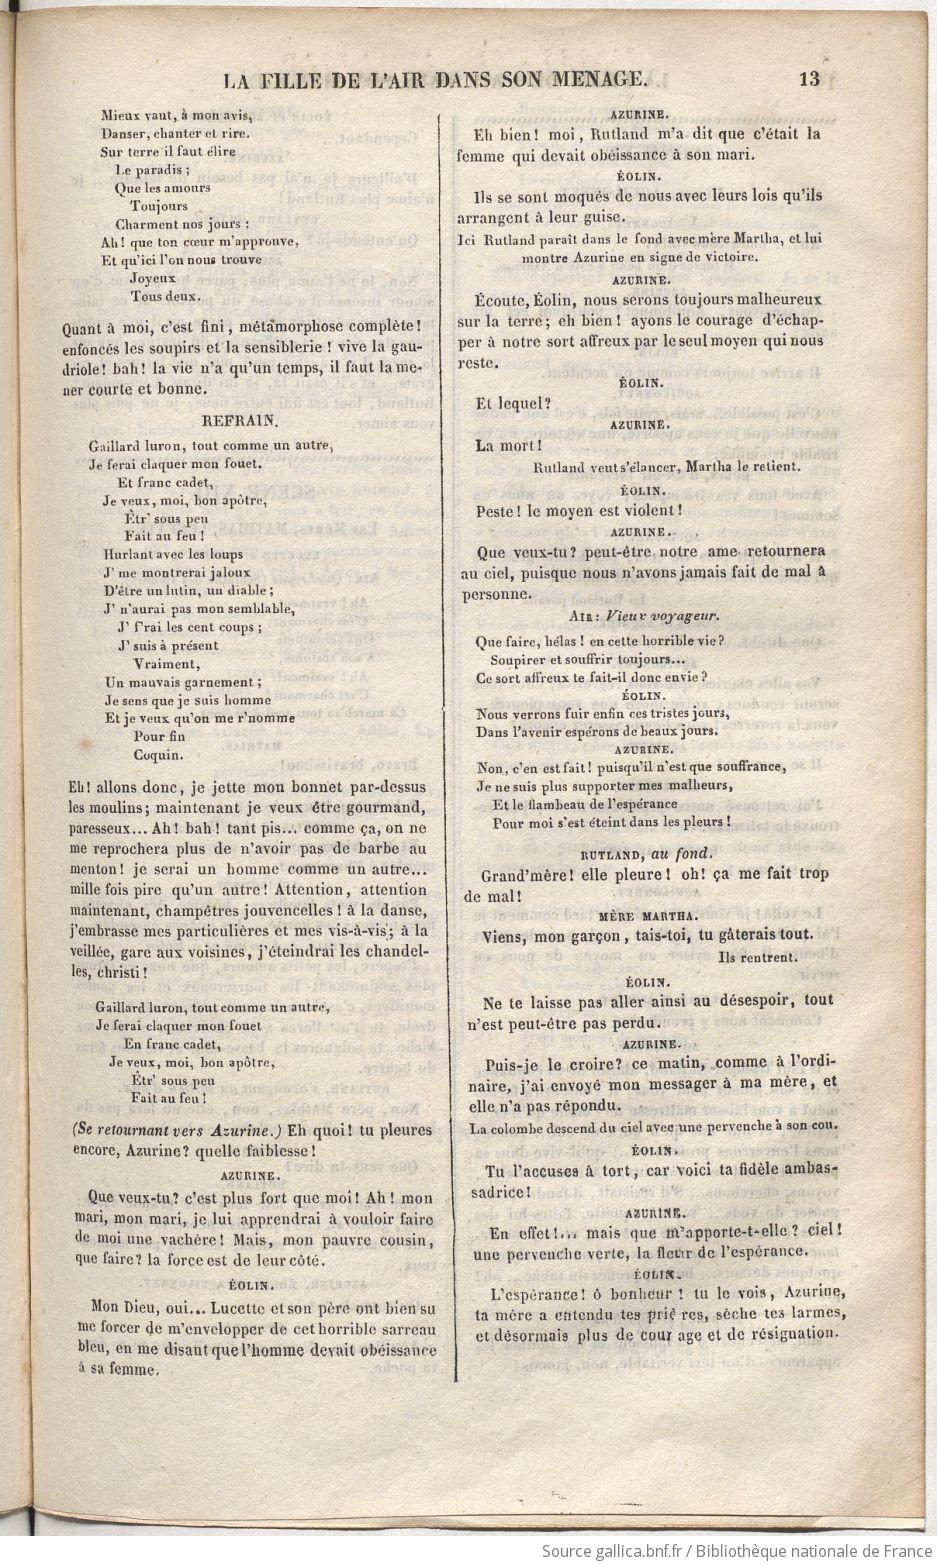 LA FILLE DE L'AIR DANS SON MENAGE. 13
Mieux vaut, à mon avis,
Danser, chanter et rire.
Sur terre il faut élire
Le paradis ;
Que les amours
Toujours
Charment nos jours :
Ah! que ton cœur m'approuve,
Et qu'ici l'on nous trouve
Joyeux
Tous deux.
Quant à moi, c'est fini, métamorphose complète!
enfoncés les soupirs et la sensiblerie ! vive la gau-
driole! bah! la vie n'a qu'un temps, il faut la me-
ner courte et bonne.
REFRAIN.
Gaillard luron, tout comme un autre,
Je ferai claquer mon fouet.
Et franc cadet,
Je veux, moi, bon apôtre,
Êtr' sous peu
Fait au feu !
Hurlant avec les loups
J' me montrerai jaloux
D'être un lutin, un diable ;
J' n'aurai pas mon semblable,
J' f'rai les cent coups ;
J' suis à présent
Vraiment,
Un mauvais garnement ;
Je sens que je suis homme
Et je veux qu'on me r'nomme
Pour fin
Coquin.
Eh! allons donc, je jette mon bonnet par-dessus
les moulins; maintenant je veux être gourmand,
paresseux... Ah! bah! tant pis... comme ça, on ne
me reprochera plus de n'avoir pas de barbe au
menton! je serai un homme comme un autre...
mille fois pire qu'un autre! Attention, attention
maintenant, champêtres jouvencelles! à la danse,
j'embrasse mes particulières et mes vis-à-vis; à la
veillée, gare aux voisines, j'éteindrai les chandel-
les, christi!
Gaillard luron, tout comme un autre,
Je ferai claquer mon fouet
En franc cadet,
Je veux, moi, bon apôtre,
Êtr' sous peu
Fait au feu !
(Se retournant vers Azurine.) Eh quoi! tu pleures
encore, Azurine? quelle faiblesse!
AZURINE.
Que veux-tu? c'est plus fort que moi! Ah! mon
mari, mon mari, je lui apprendrai à vouloir faire
de moi une vachère! Mais, mon pauvre cousin,
que faire? la force est de leur côté.
ÉOLIN.
Mon Dieu, oui... Lucette et son père ont bien su
me forcer de m'envelopper de cet horrible sarreau
bleu, en me disaut que l'homme devait obéissance
à sa femme.
AZURINE.
Eh bien! moi, Rutland m'a dit que c'était la
femme qui devait obéissance à son mari.
ÉOLIN.
Ils se sont moqués de nous avec leurs lois qu'ils
arrangent à leur guise.
Ici Rutland paraît dans le fond avec mère Martha, et lui
montre Azurine en signe de victoire.
AZURINE.
Écoute, Éolin, nous serons toujours malheureux
sur la terre; eh bien! ayons le courage d'échap-
per à notre sort affreux par le seul moyen qui nous
reste.
ÉOLIN.
Et lequel?
AZURINE.
La mort!
Rutland veut s'élancer, Martha le retient.
ÉOLIN.
Peste! le moyen est violent!
AZURINE.
Que veux-tu? peut-être notre ame retournera
au ciel, puisque nous n'avons jamais fait de mal à
personne.
AIR : Vieux voyageur.
Que faire, hélas ! en cette horrible vie?
Soupirer et souffrir toujours...
Ce sort affreux te fait-il donc envie ?
ÉOLIN.
Nous verrons fuir enfin ces tristes jours,
Dans l'avenir espérons de beaux jours.
AZURINE.
Non, c'en est fait! puisqu'il n'est que souffrance,
Je ne suis plus supporter mes malheurs,
Et le flambeau de l'espérance
Pour moi s'est éteint dans les pleurs !
RUTLAND, au fond.
Grand'mère! elle pleure! oh! ça me fait trop
de mal!
MÈRE MARTHA.
Viens, mon garçon, tais-toi, tu gâterais tout.
Ils rentrent.
ÉOLIN.
Ne te laisse pas aller ainsi au désespoir, tout
n'est peut-être pas perdu.
AZURINE.
Puis-je le croire? ce matin, comme à l'ordi-
naire, j'ai envoyé mon messager à ma mère, et
elle n'a pas répondu.
La colombe descend du ciel avec une pervenche à son cou.
ÉOLIN.
Tu l'accuses à tort, car voici ta fidèle ambas-
sadrice!
AZURINE.
En effet!... mais que m'apporte-t-elle? ciel!
une pervenche verte, la fleur de l'espérance.
ÉOLIN.
L'espérance! ô bonheur! tu le vois, Azurine,
ta mère a entendu tes priè res, sèche tes larmes,
et désormais plus de cour age et de résignation.
Source gallica.bnf.fr / Bibliothèque nationale de France